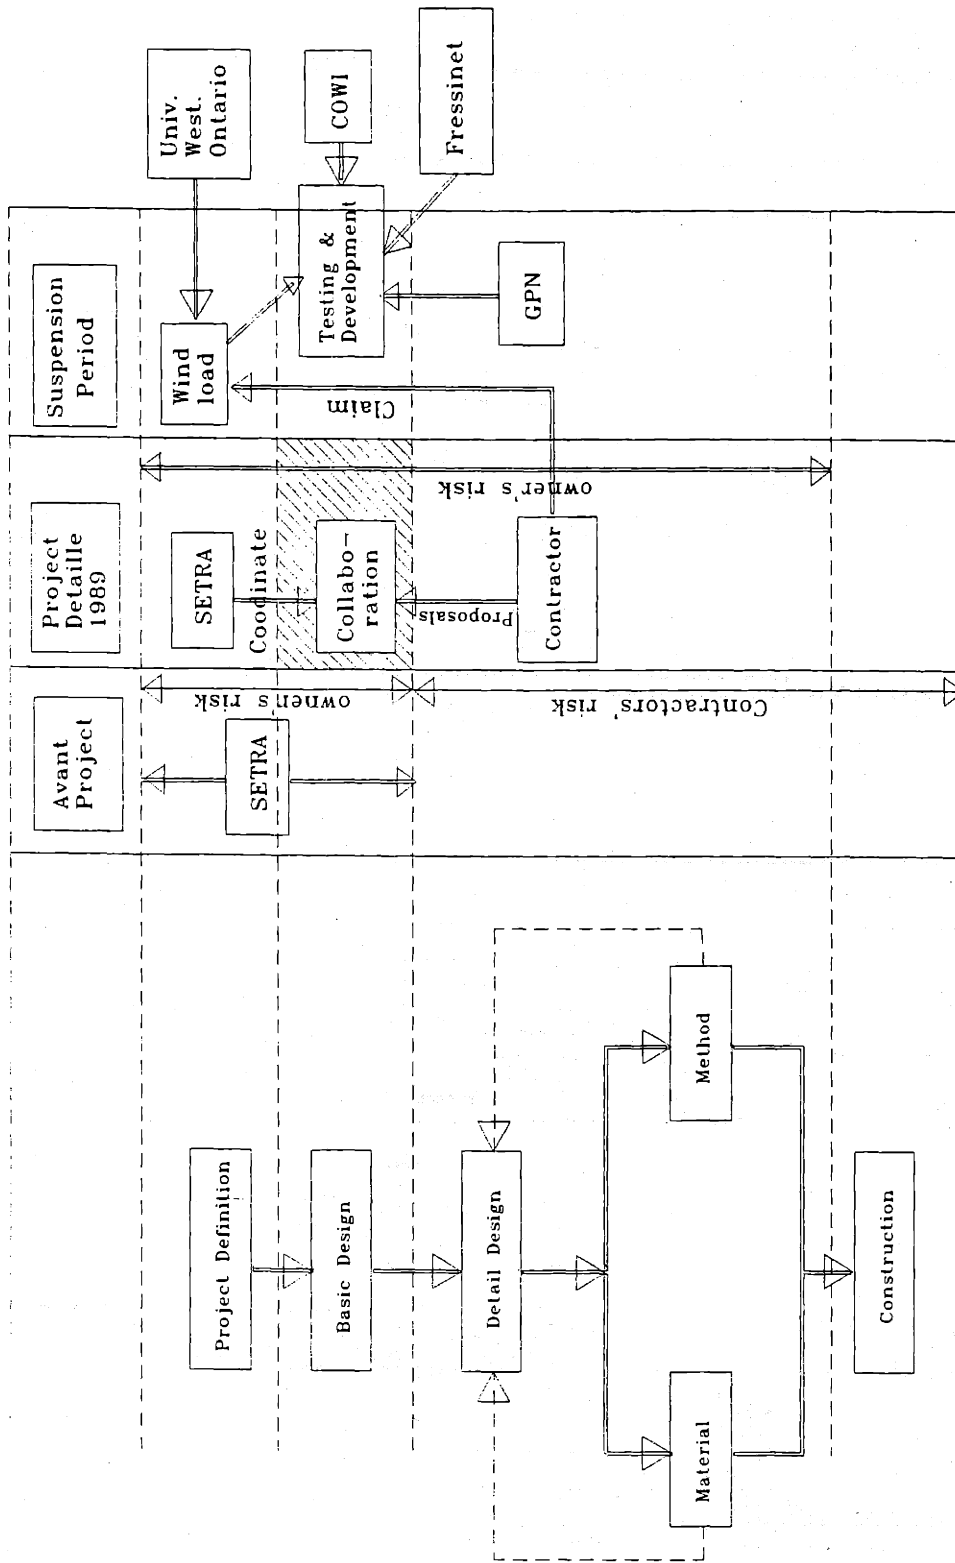 Project Definition
Basic Design
Detail Design
Material
Method
Construction
Avant
Project
SETRA
owner's risk
Contractors' risk
Project
Detaille
1989
SETRA
Coodinate
Collabo-
ration
Proposals
Contractor
owner's risk
Suspension
Period
Wind
load
Claim
Testing &
Development
GPN
Univ.
West.
Ontario
COWI
Fressinet